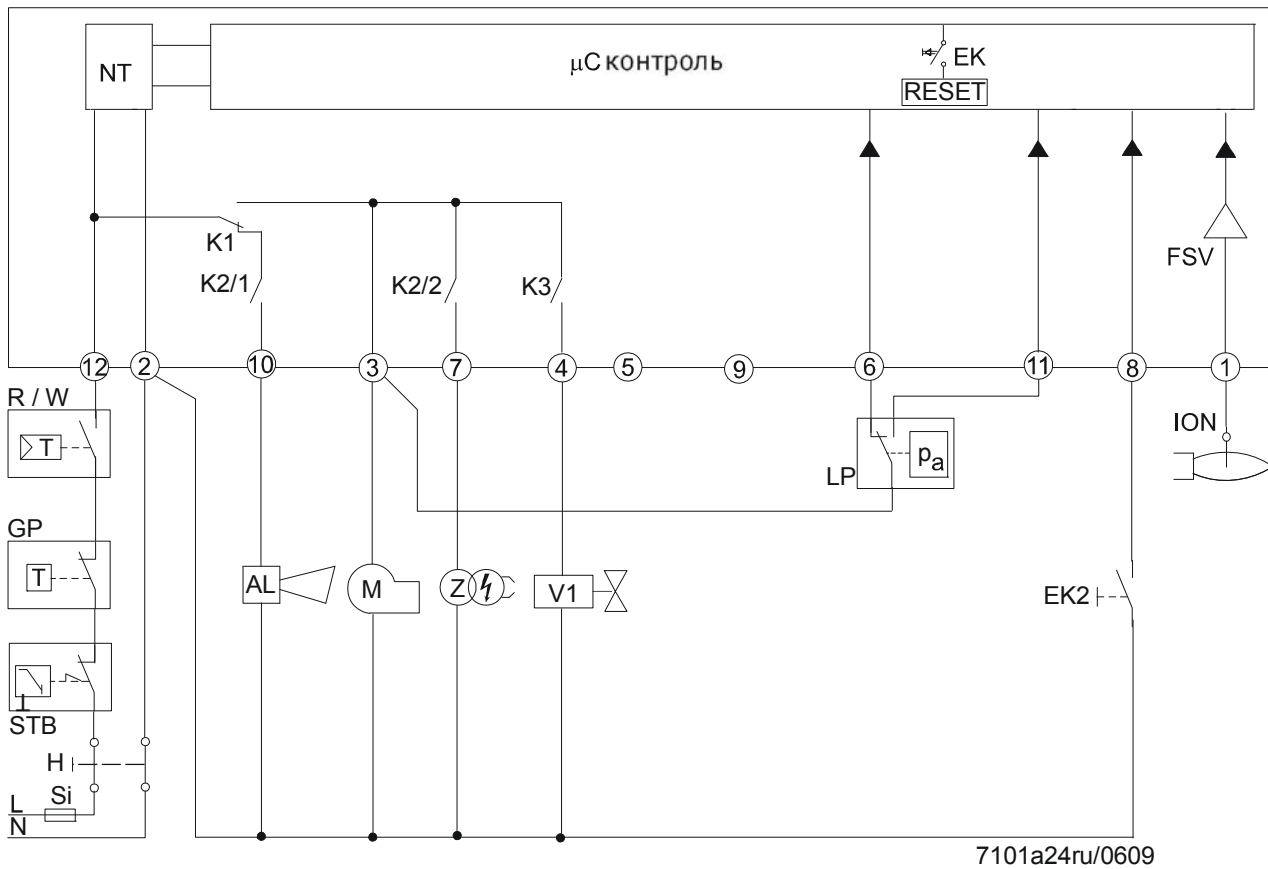 NT
μC контроль
EK
RESET
K1
K2/1
K2/2
K3
FSV
12
2
10
3
7
4
5
9
6
11
8
1
R / W
T
ION
LP
pa
GP
T
AL
M
Z
V1
EK2
STB
H
Si
L
N
7101a24ru/0609